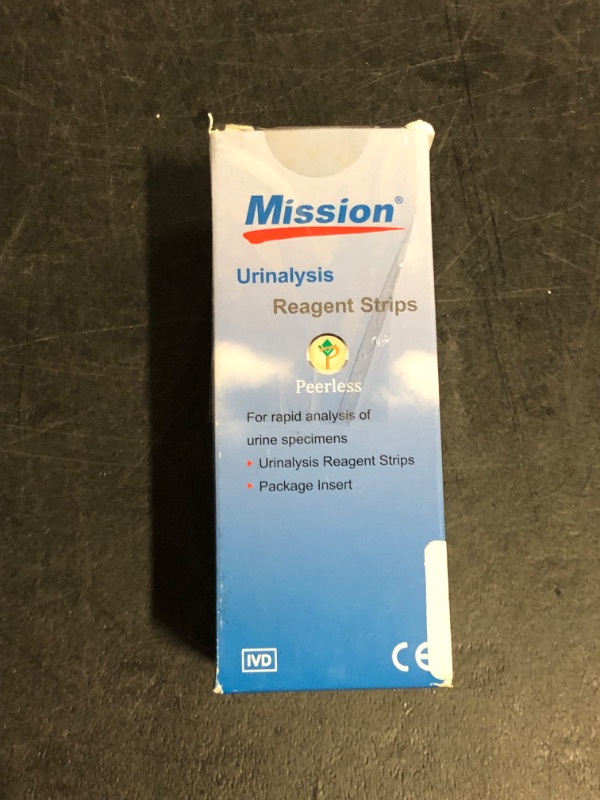 Mission®
Urinalysis
Reagent Strips
Peerless
For rapid analysis of
urine specimens
Urinalysis Reagent Strips
Package Insert
IVD
CE